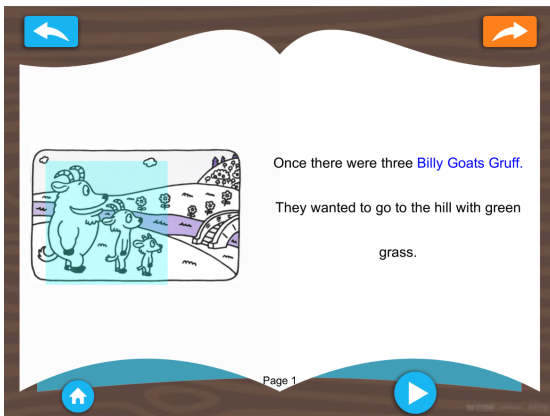 Once there were three Billy Goats Gruff.
They wanted to go to the hill with green
grass.
Page 1